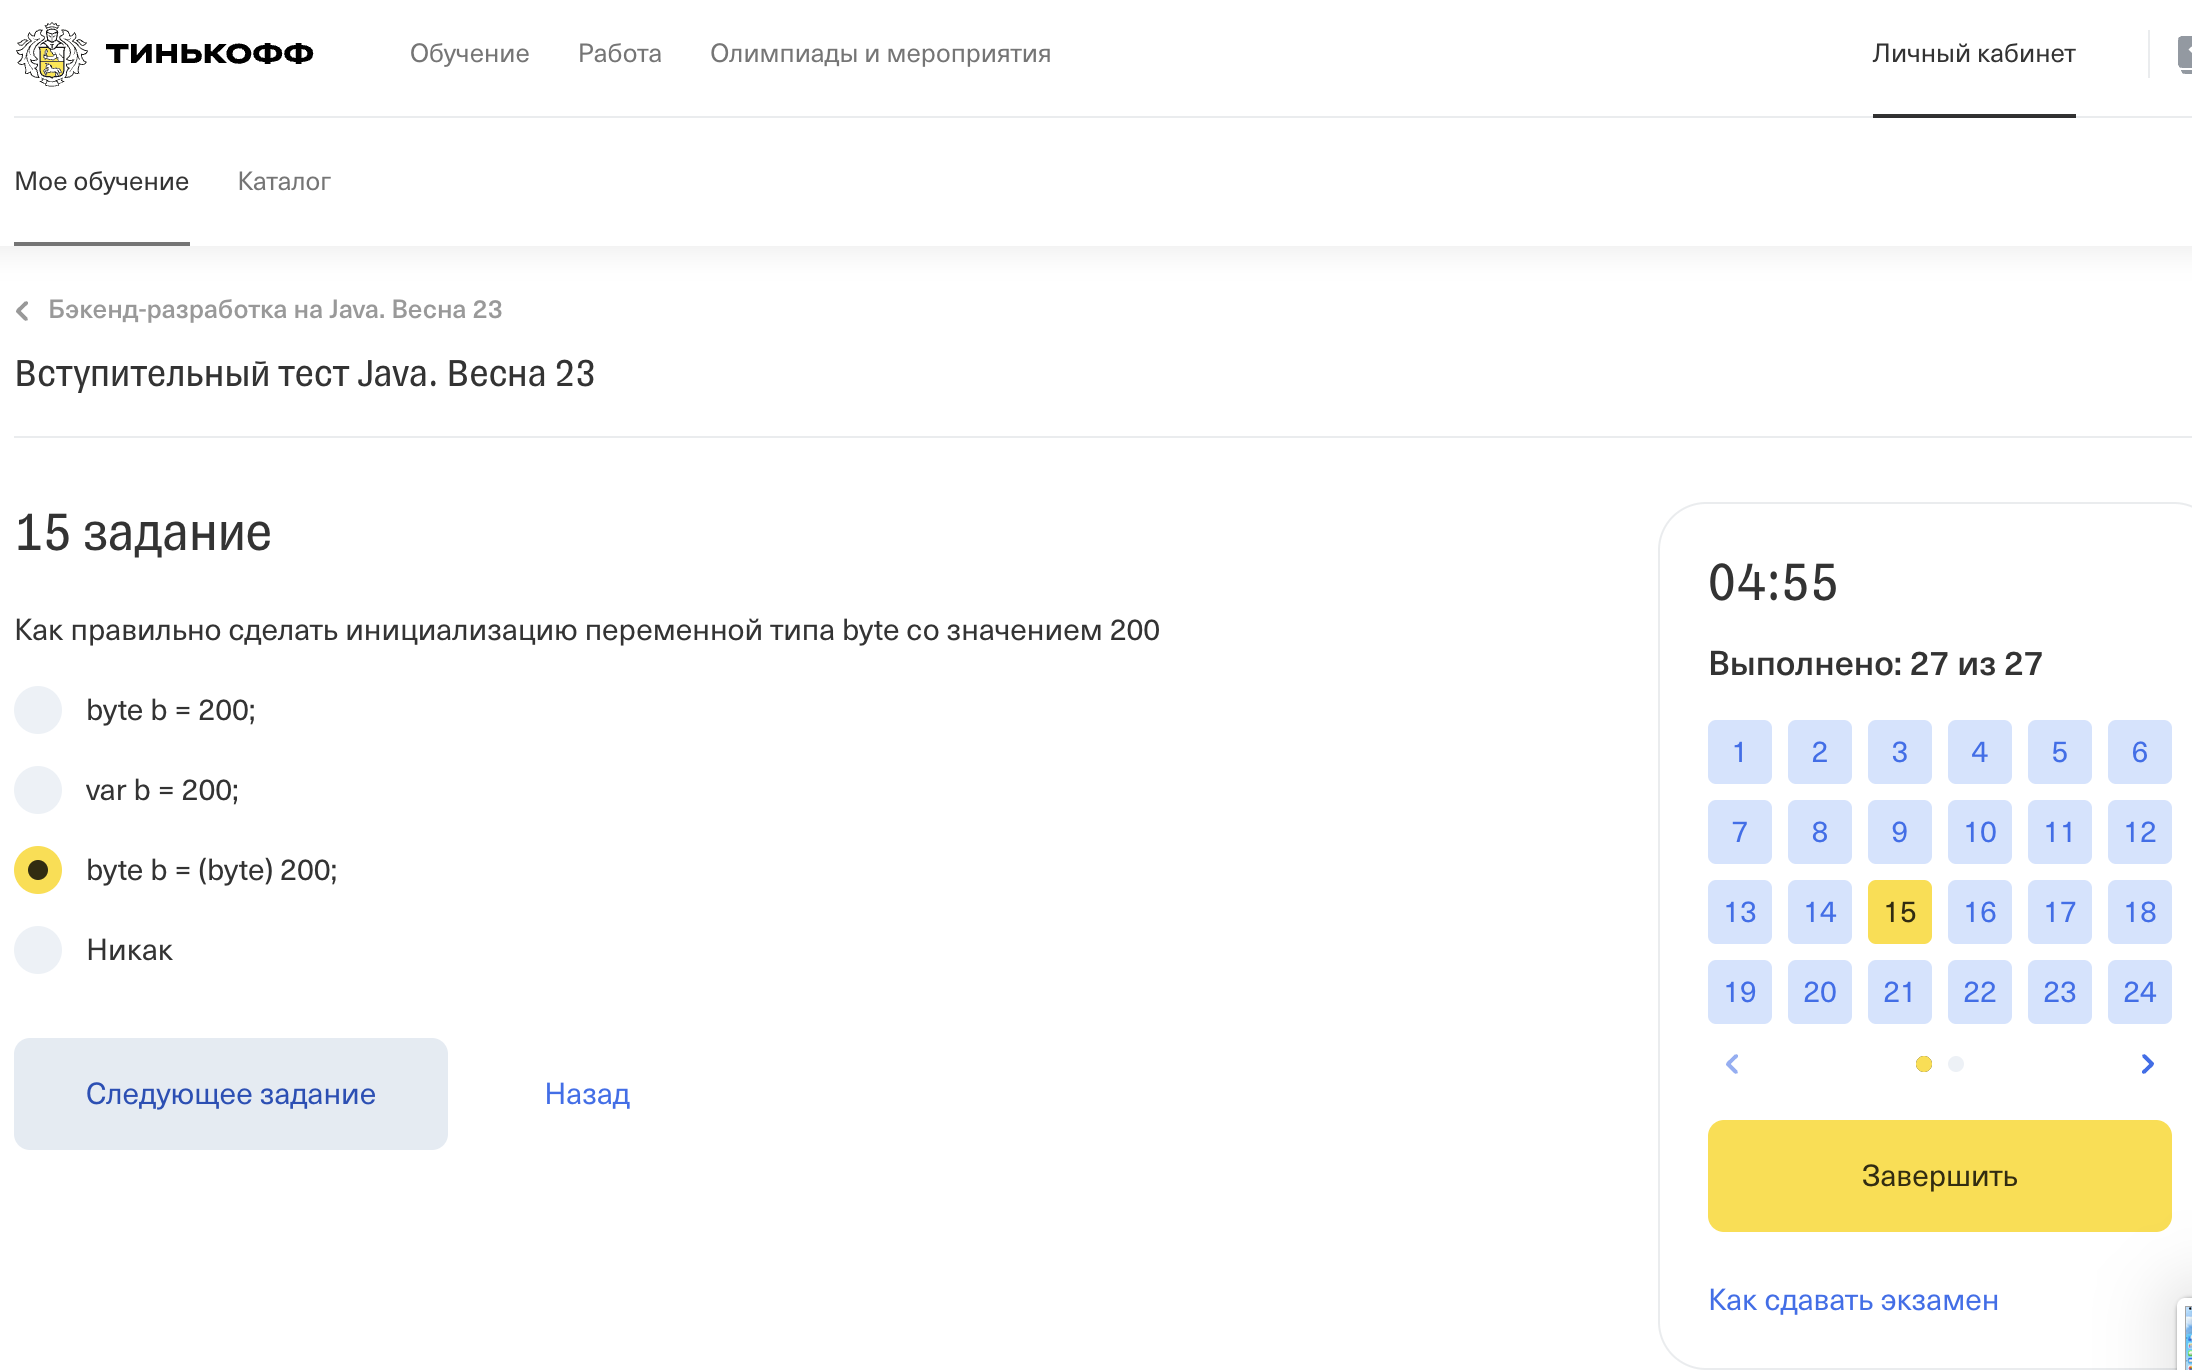 ТИНЬКОФФ
Обучение
Работа
Олимпиады и мероприятия
Личный кабинет
Мое обучение
Каталог
Бэкенд-разработка на Java. Весна 23
Вступительный тест Java. Весна 23
15 задание
Как правильно сделать инициализацию переменной типа byte со значением 200
byte b = 200;
var b = 200;
byte b = (byte) 200;
Никак
Следующее задание
Назад
04:55
Выполнено: 27 из 27
1 2 3 4 5 6
7 8 9 10 11 12
13 14 15 16 17 18
19 20 21 22 23 24
Завершить
Как сдавать экзамен